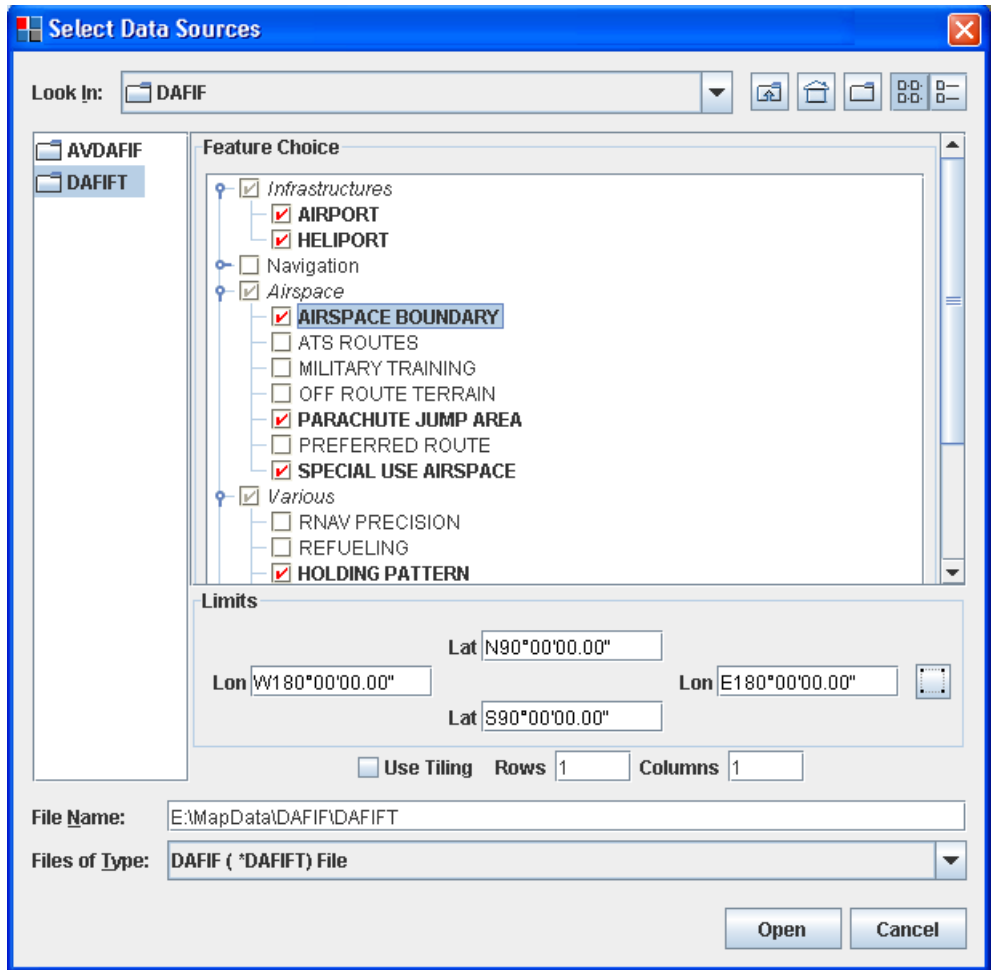 Select Data Sources
Look In: DAFIF
AVDAFIF
DAFIFT
Feature Choice
Infrastructures
AIRPORT
HELIPORT
Navigation
Airspace
AIRSPACE BOUNDARY
ATS ROUTES
MILITARY TRAINING
OFF ROUTE TERRAIN
PARACHUTE JUMP AREA
PREFERRED ROUTE
SPECIAL USE AIRSPACE
Various
RNAV PRECISION
REFUELING
HOLDING PATTERN
Limits
Lat N90°00'00.00"
Lon W180°00'00.00" Lon E180°00'00.00"
Lat S90°00'00.00"
Use Tiling Rows 1 Columns 1
File Name: E:\MapData\DAFIF\DAFIFT
Files of Type: DAFIF ( *DAFIFT) File
Open Cancel